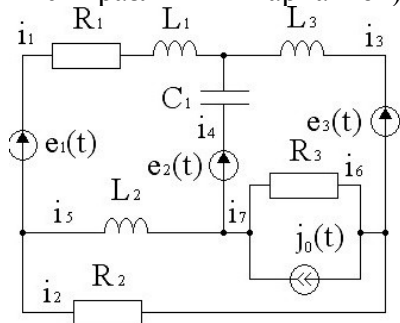 R₁ L₁ L₃
i₁ i₃
C₁
i₄ e₃(t)
e₁(t) e₂(t) R₃
L₂ i₆
i₅ i₇ j₀(t)
i₂ R₂